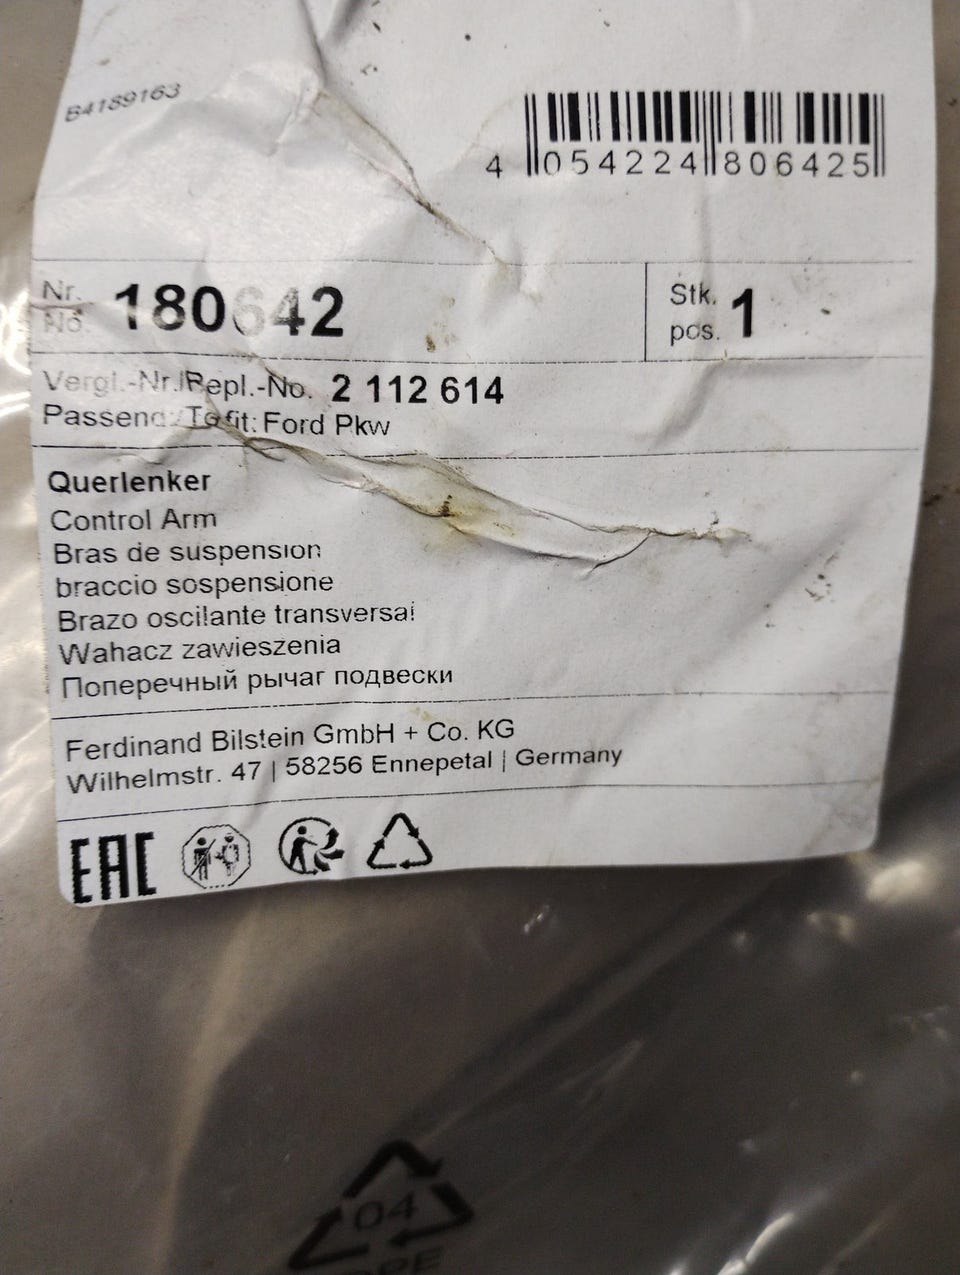 B4189163
4 054224 806425
Nr. No. 180642
Stk. pcs. 1
Vergl.-Nr./Repl.-No. 2 112 614
Passend/To fit: Ford Pkw
Querlenker
Control Arm
Bras de suspension
braccio sospensione
Brazo oscilante transversal
Wahacz zawieszenia
Поперечный рычаг подвески
Ferdinand Bilstein GmbH + Co. KG
Wilhelmstr. 47 | 58256 Ennepetal | Germany
EAC
04